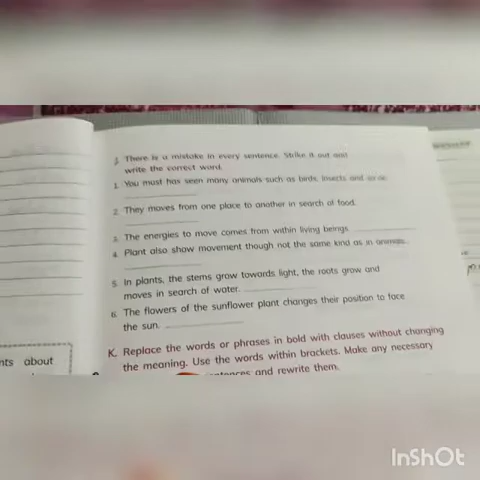 J. There is a mistake in every sentence. Strike it out and
write the correct word.
1. You must has seen many animals such as birds, insects and so on.
2. They moves from one place to another in search of food.
3. The energies to move comes from within living beings.
4. Plant also show movement though not the same kind as in animals.
5. In plants, the stems grow towards light, the roots grow and
moves in search of water.
6. The flowers of the sunflower plant changes their position to face
the sun.
nts about
K. Replace the words or phrases in bold with clauses without changing
the meaning. Use the words within brackets. Make any necessary
and rewrite them.
InShOt